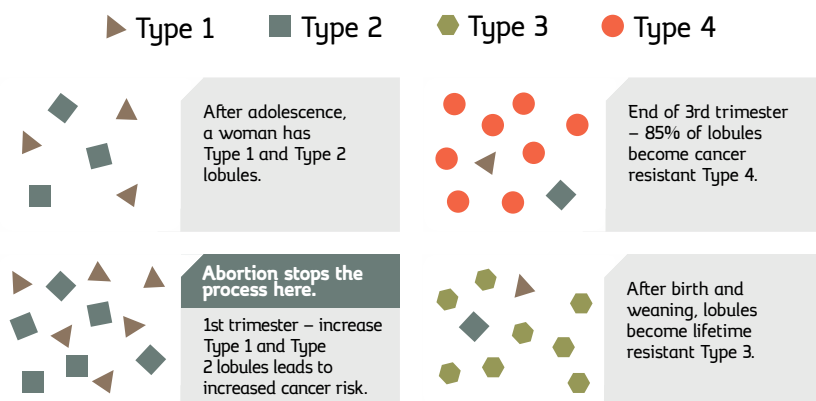 Type 1
Type 2
Type 3
Type 4
After adolescence,
a woman has
Type 1 and Type 2
lobules.
End of 3rd trimester
– 85% of lobules
become cancer
resistant Type 4.
Abortion stops the
process here.
1st trimester – increase
Type 1 and Type
2 lobules leads to
increased cancer risk.
After birth and
weaning, lobules
become lifetime
resistant Type 3.